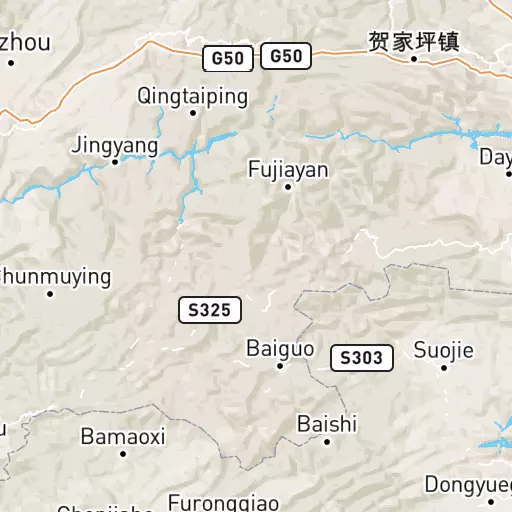 zhou
G50
G50
贺家坪镇
Qingtaiping
Jingyang
Day
Fujiayan
Chunmuying
S325
Baiguo
S303
Suojie
u
Bamaoxi
Baishi
Dongyueg
Furongqiao